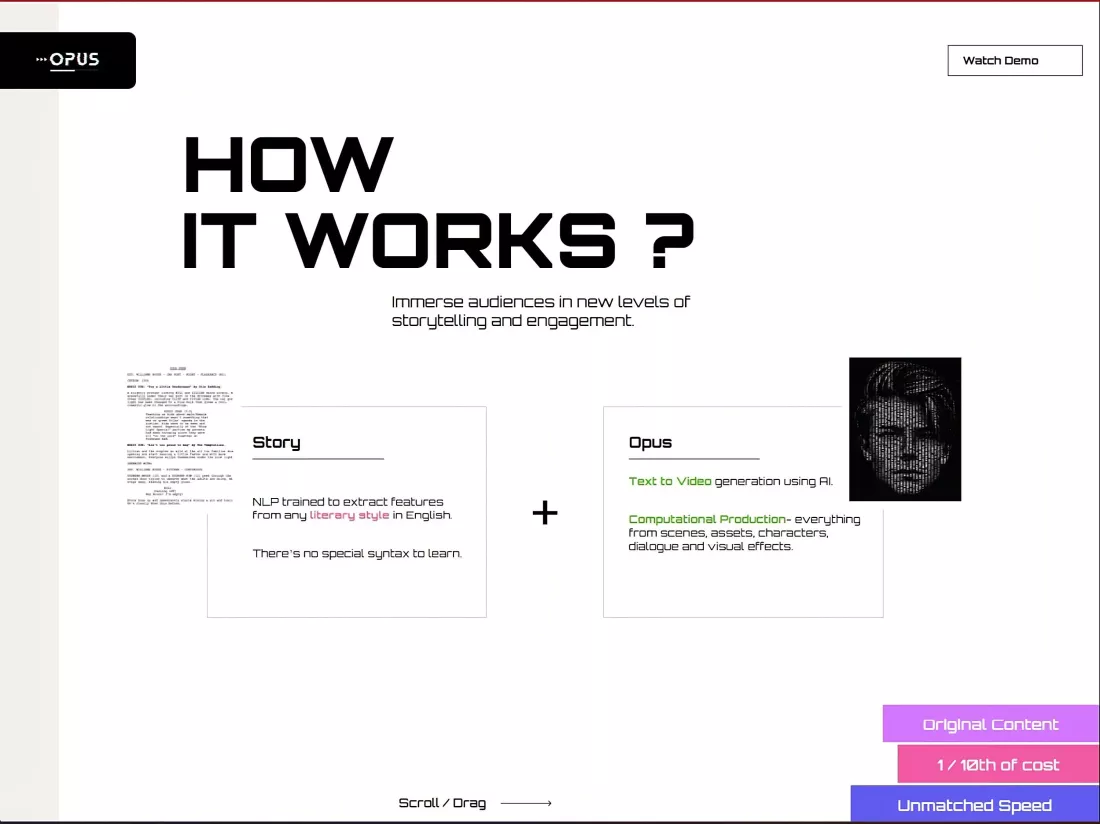 OPUS
Watch Demo
HOW
IT WORKS ?
Immerse audiences in new levels of
storytelling and engagement.
Story
NLP trained to extract features
from any literary style in English.
There's no special syntax to learn.
+
Opus
Text to Video generation using AI.
Computational Production- everything
from scenes, assets, characters,
dialogue and visual effects.
Original Content
1 / 10th of cost
Unmatched Speed
Scroll / Drag